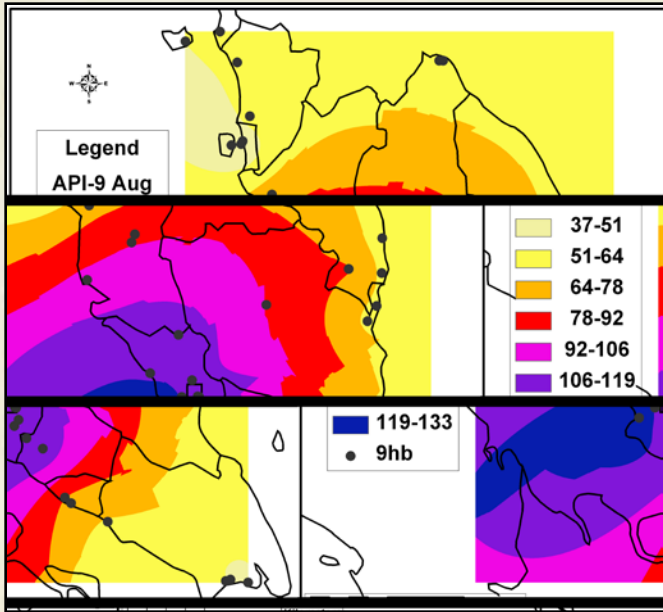 N
W E
S
Legend
API-9 Aug
37-51
51-64
64-78
78-92
92-106
106-119
119-133
9hb